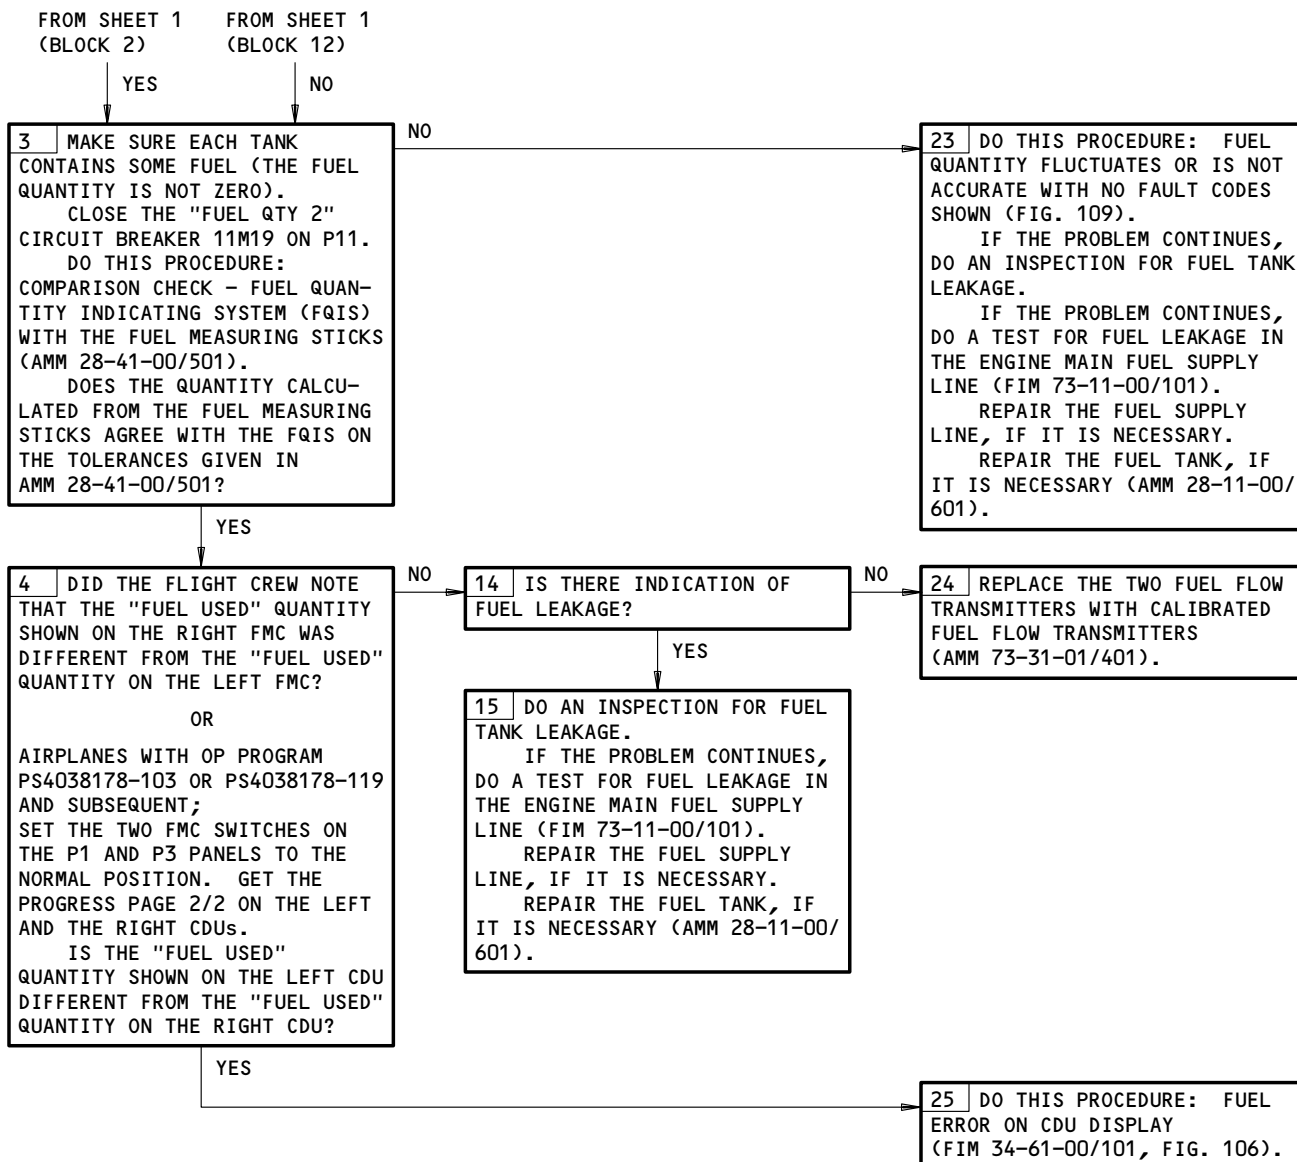 FROM SHEET 1
(BLOCK 2)
FROM SHEET 1
(BLOCK 12)
YES
NO
3 MAKE SURE EACH TANK
CONTAINS SOME FUEL (THE FUEL
QUANTITY IS NOT ZERO).
CLOSE THE "FUEL QTY 2"
CIRCUIT BREAKER 11M19 ON P11.
DO THIS PROCEDURE:
COMPARISON CHECK - FUEL QUAN-
TITY INDICATING SYSTEM (FQIS)
WITH THE FUEL MEASURING STICKS
(AMM 28-41-00/501).
DOES THE QUANTITY CALCU-
LATED FROM THE FUEL MEASURING
STICKS AGREE WITH THE FQIS ON
THE TOLERANCES GIVEN IN
AMM 28-41-00/501?
NO
23 DO THIS PROCEDURE: FUEL
QUANTITY FLUCTUATES OR IS NOT
ACCURATE WITH NO FAULT CODES
SHOWN (FIG. 109).
IF THE PROBLEM CONTINUES,
DO AN INSPECTION FOR FUEL TANK
LEAKAGE.
IF THE PROBLEM CONTINUES,
DO A TEST FOR FUEL LEAKAGE IN
THE ENGINE MAIN FUEL SUPPLY
LINE (FIM 73-11-00/101).
REPAIR THE FUEL SUPPLY
LINE, IF IT IS NECESSARY.
REPAIR THE FUEL TANK, IF
IT IS NECESSARY (AMM 28-11-00/
601).
YES
4 DID THE FLIGHT CREW NOTE
THAT THE "FUEL USED" QUANTITY
SHOWN ON THE RIGHT FMC WAS
DIFFERENT FROM THE "FUEL USED"
QUANTITY ON THE LEFT FMC?
OR
AIRPLANES WITH OP PROGRAM
PS4038178-103 OR PS4038178-119
AND SUBSEQUENT;
SET THE TWO FMC SWITCHES ON
THE P1 AND P3 PANELS TO THE
NORMAL POSITION. GET THE
PROGRESS PAGE 2/2 ON THE LEFT
AND THE RIGHT CDUs.
IS THE "FUEL USED"
QUANTITY SHOWN ON THE LEFT CDU
DIFFERENT FROM THE "FUEL USED"
QUANTITY ON THE RIGHT CDU?
NO
14 IS THERE INDICATION OF
FUEL LEAKAGE?
NO
24 REPLACE THE TWO FUEL FLOW
TRANSMITTERS WITH CALIBRATED
FUEL FLOW TRANSMITTERS
(AMM 73-31-01/401).
YES
15 DO AN INSPECTION FOR FUEL
TANK LEAKAGE.
IF THE PROBLEM CONTINUES,
DO A TEST FOR FUEL LEAKAGE IN
THE ENGINE MAIN FUEL SUPPLY
LINE (FIM 73-11-00/101).
REPAIR THE FUEL SUPPLY
LINE, IF IT IS NECESSARY.
REPAIR THE FUEL TANK, IF
IT IS NECESSARY (AMM 28-11-00/
601).
YES
25 DO THIS PROCEDURE: FUEL
ERROR ON CDU DISPLAY
(FIM 34-61-00/101, FIG. 106).